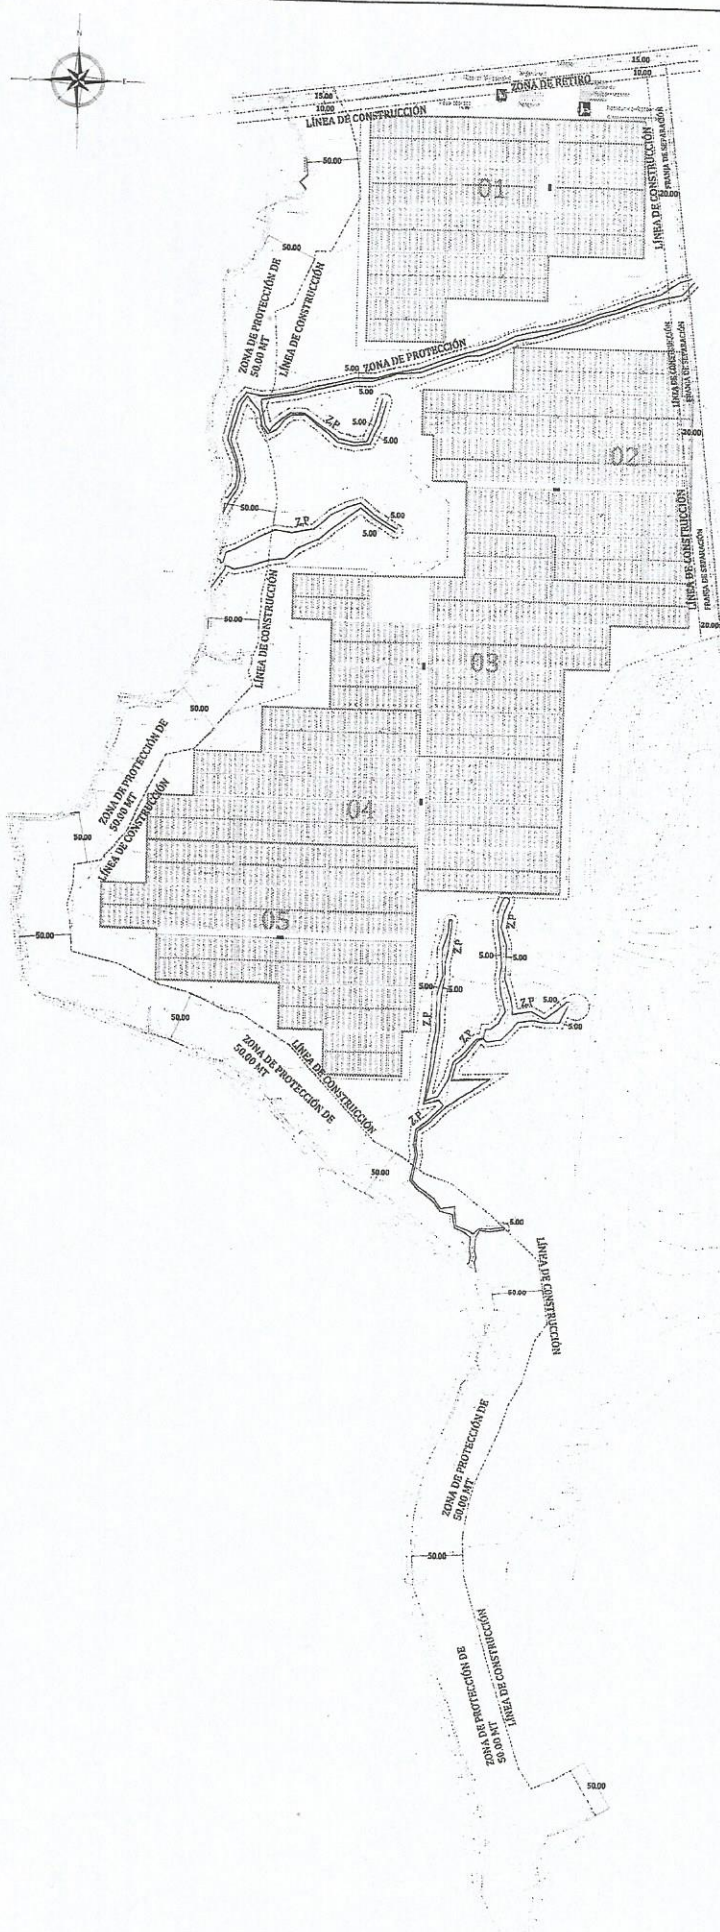 N
E
15.00
10.00
15.00
10.00
ZONA DE RETIRO
LÍNEA DE CONSTRUCCIÓN
50.00
01
LÍNEA DE CONSTRUCCIÓN
FRANJA DE SEPARACIÓN
20.00
50.00
ZONA DE PROTECCIÓN DE
50.00 MT
LÍNEA DE CONSTRUCCIÓN
5.00
ZONA DE PROTECCIÓN
5.00
LÍNEA DE CONSTRUCCIÓN
FRANJA DE SEPARACIÓN
Z.P
5.00
5.00
20.00
02
50.00
Z.P
5.00
5.00
LÍNEA DE CONSTRUCCIÓN
FRANJA DE SEPARACIÓN
50.00
20.00
LÍNEA DE CONSTRUCCIÓN
03
50.00
ZONA DE PROTECCIÓN DE
50.00 MT
LÍNEA DE CONSTRUCCIÓN
04
50.00
05
50.00
Z.P
Z.P
5.00
5.00
5.00
5.00
50.00
Z.P
Z.P
5.00
5.00
Z.P
LÍNEA DE CONSTRUCCIÓN
ZONA DE PROTECCIÓN DE
50.00 MT
Z.P
50.00
5.00
LÍNEA DE CONSTRUCCIÓN
50.00
ZONA DE PROTECCIÓN DE
50.00 MT
50.00
LÍNEA DE CONSTRUCCIÓN
ZONA DE PROTECCIÓN DE
50.00 MT
50.00